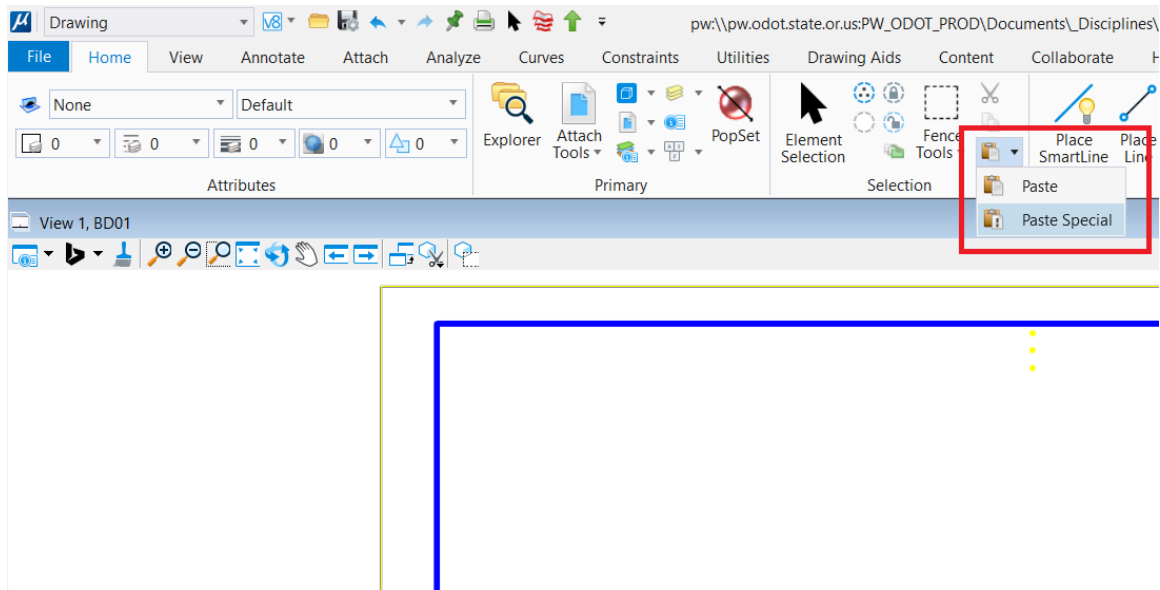 Drawing V8 pw:\\pw.odot.state.or.us:PW_ODOT_PROD\Documents\_Disciplines\
File Home View Annotate Attach Analyze Curves Constraints Utilities Drawing Aids Content Collaborate H
None Default
0 0 0 0 0
Explorer Attach Tools PopSet Element Selection Fence Tools Place SmartLine Place Line
Attributes Primary Selection
Paste
Paste Special
View 1, BD01